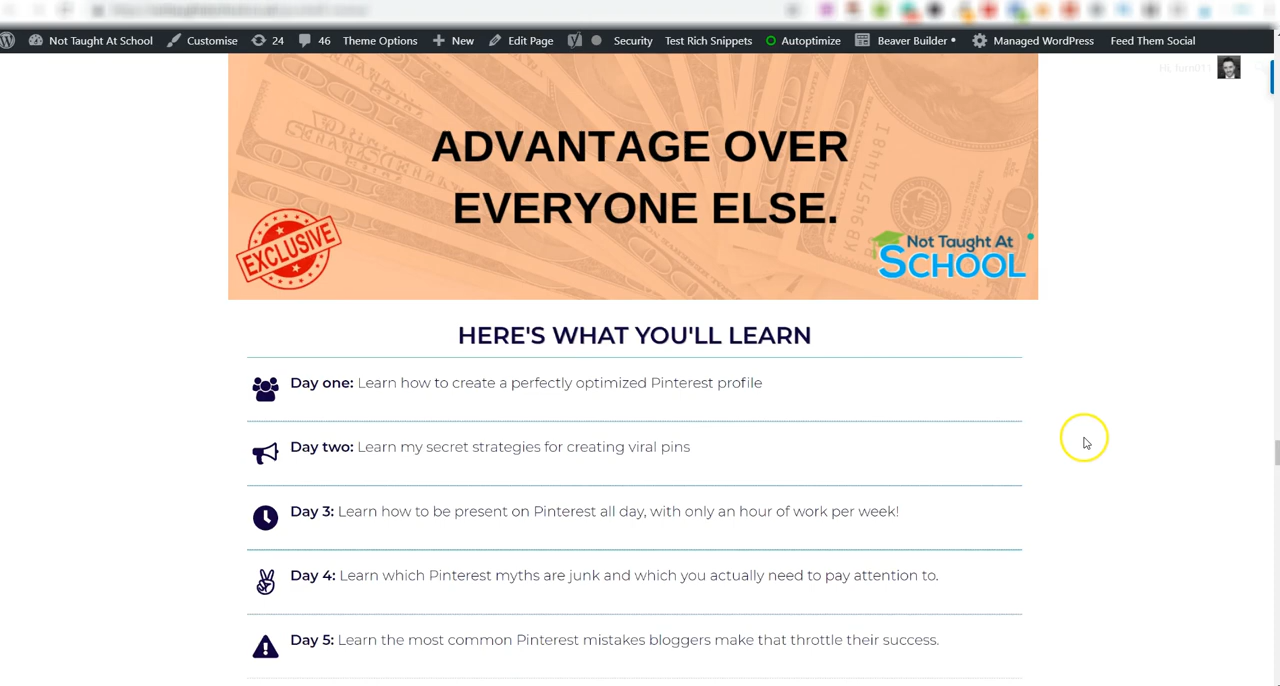 Not Taught At School Customise 24 46 Theme Options New Edit Page Security Test Rich Snippets Autoptimize Beaver Builder Managed WordPress Feed Them Social
ADVANTAGE OVER
EVERYONE ELSE.
EXCLUSIVE
KB94571448I
Not Taught At
SCHOOL
HERE'S WHAT YOU'LL LEARN
Day one: Learn how to create a perfectly optimized Pinterest profile
Day two: Learn my secret strategies for creating viral pins
Day 3: Learn how to be present on Pinterest all day, with only an hour of work per week!
Day 4: Learn which Pinterest myths are junk and which you actually need to pay attention to.
Day 5: Learn the most common Pinterest mistakes bloggers make that throttle their success.